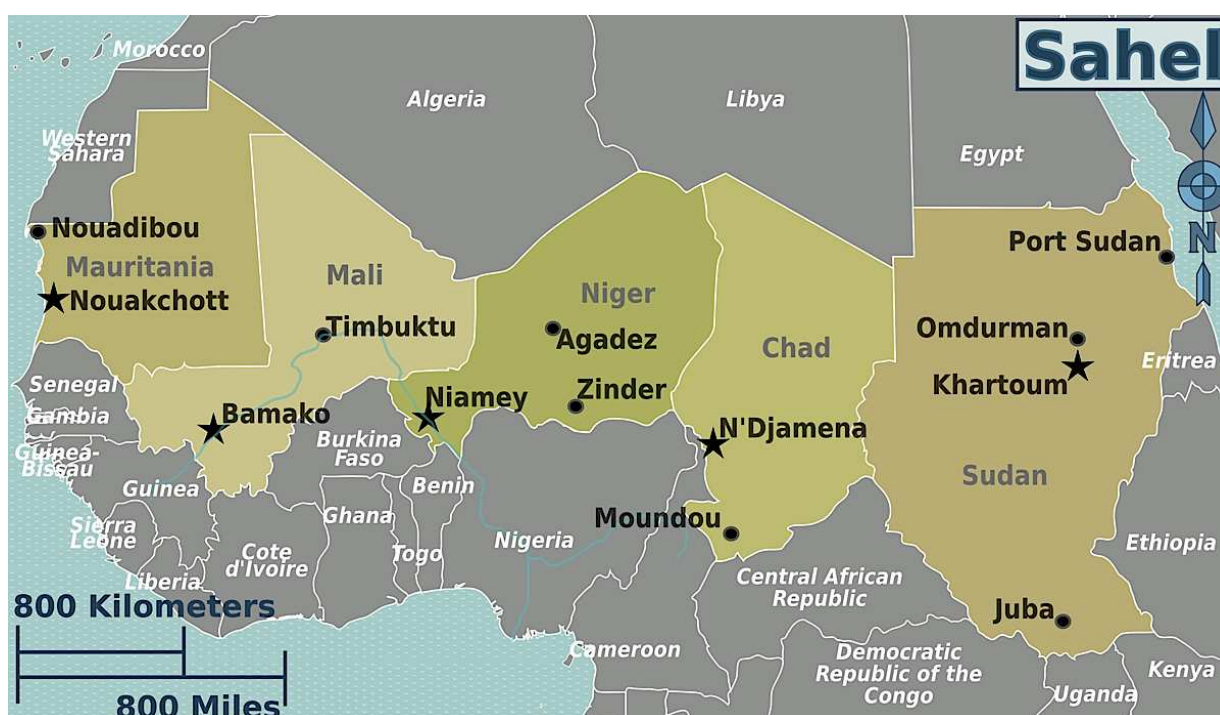 Sahel
Morocco
Algeria
Libya
Western
Sahara
Egypt
N
Nouadibou
Port Sudan
Mauritania
Mali
Niger
Nouakchott
Timbuktu
Agadez
Chad
Omdurman
Eritrea
Khartoum
Senegal
Zinder
Niamey
Gambia
Bamako
N'Djamena
Burkina
Faso
Guinea-
Bissau
Guinea
Benin
Sudan
Ghana
Moundou
Sierra
Leone
Nigeria
Ethiopia
Cote
d'Ivoire
Togo
Liberia
Central African
Republic
800 Kilometers
Juba
Cameroon
Democratic
Republic of the
Congo
Kenya
Uganda
800 Miles